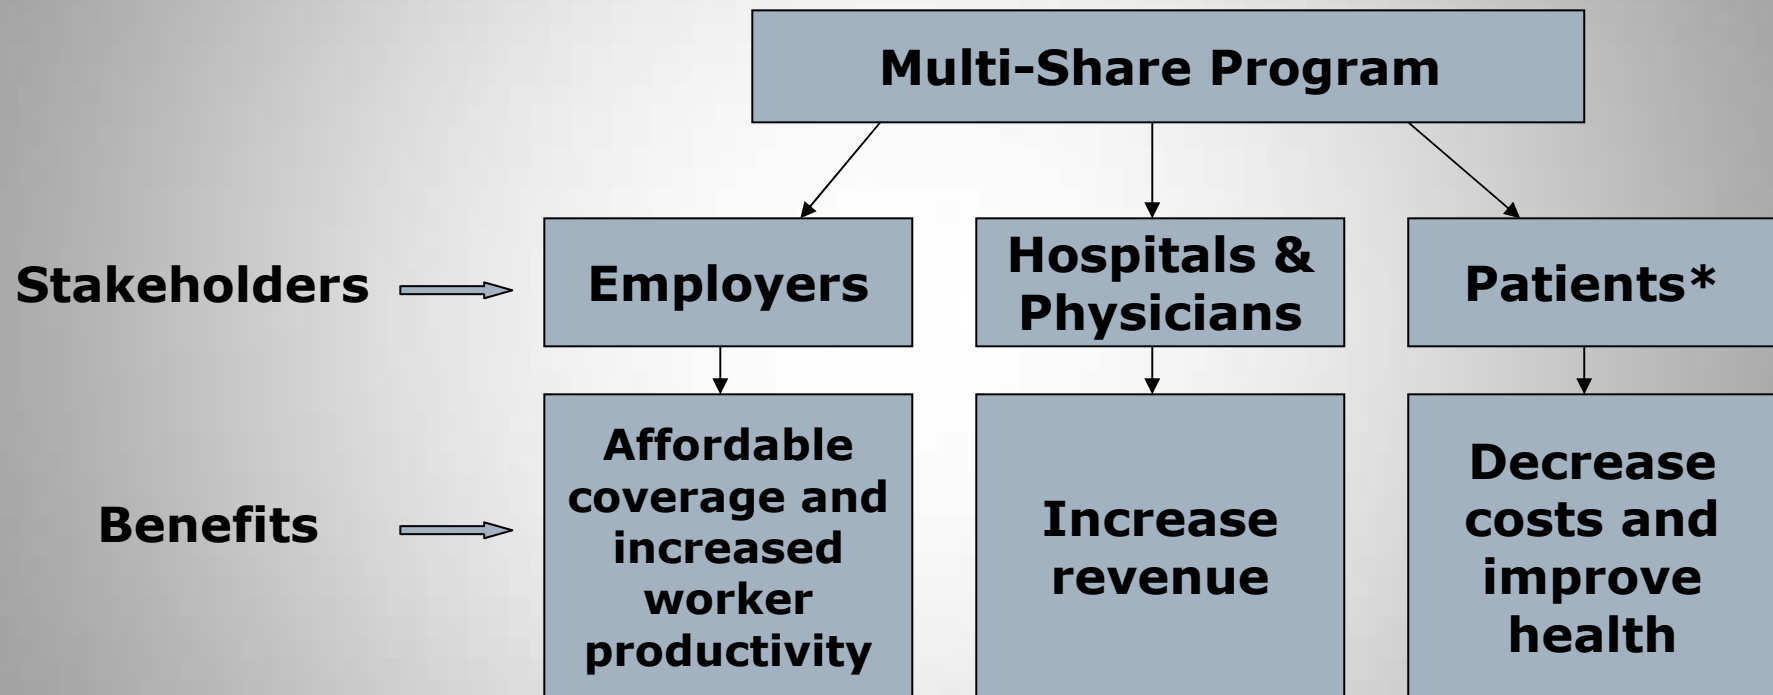 Multi-Share Program
Stakeholders
Employers
Hospitals &
Physicians
Patients*
Benefits
Affordable
coverage and
increased
worker
productivity
Increase
revenue
Decrease
costs and
improve
health